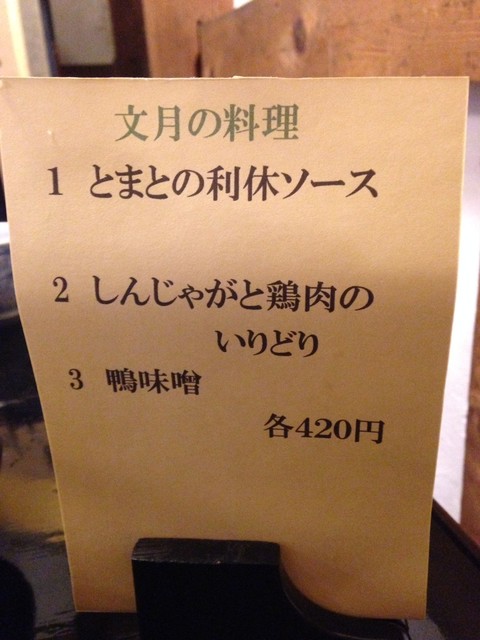 文月の料理
1 とまとの利休ソース
2 しんじゃがと鶏肉の
いりどり
3 鴨味噌
各420円